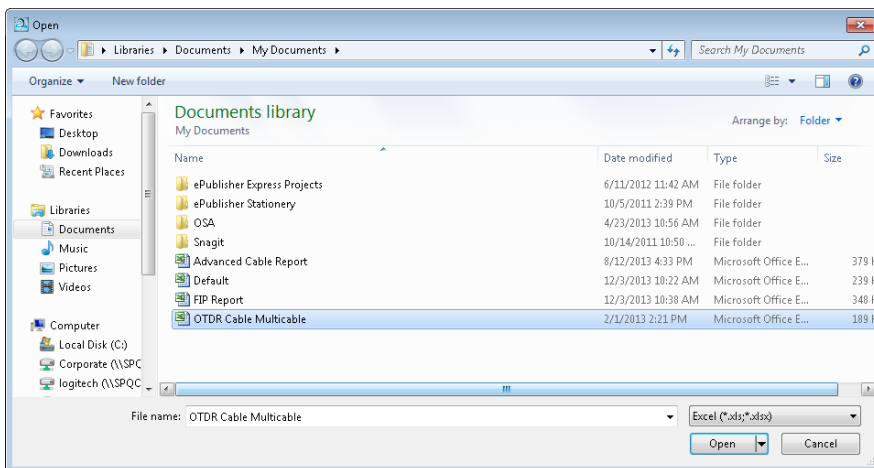 Open
Libraries Documents My Documents Search My Documents
Organize New folder
Favorites
Desktop
Downloads
Recent Places
Libraries
Documents
Music
Pictures
Videos
Computer
Local Disk (C:)
Corporate (\\SPQ
logitech (\\SPQC
Documents library
My Documents
Arrange by: Folder
Name Date modified Type Size
ePublisher Express Projects 6/11/2012 11:42 AM File folder
ePublisher Stationery 10/5/2011 2:39 PM File folder
OSA 4/23/2013 10:56 AM File folder
Snagit 10/14/2011 10:50 ... File folder
Advanced Cable Report 8/12/2013 4:33 PM Microsoft Office E... 379
Default 12/3/2013 10:22 AM Microsoft Office E... 239
FIP Report 12/3/2013 10:38 AM Microsoft Office E... 348
OTDR Cable Multicable 2/1/2013 2:21 PM Microsoft Office E... 189
File name: OTDR Cable Multicable Excel (*.xls;*.xlsx)
Open Cancel